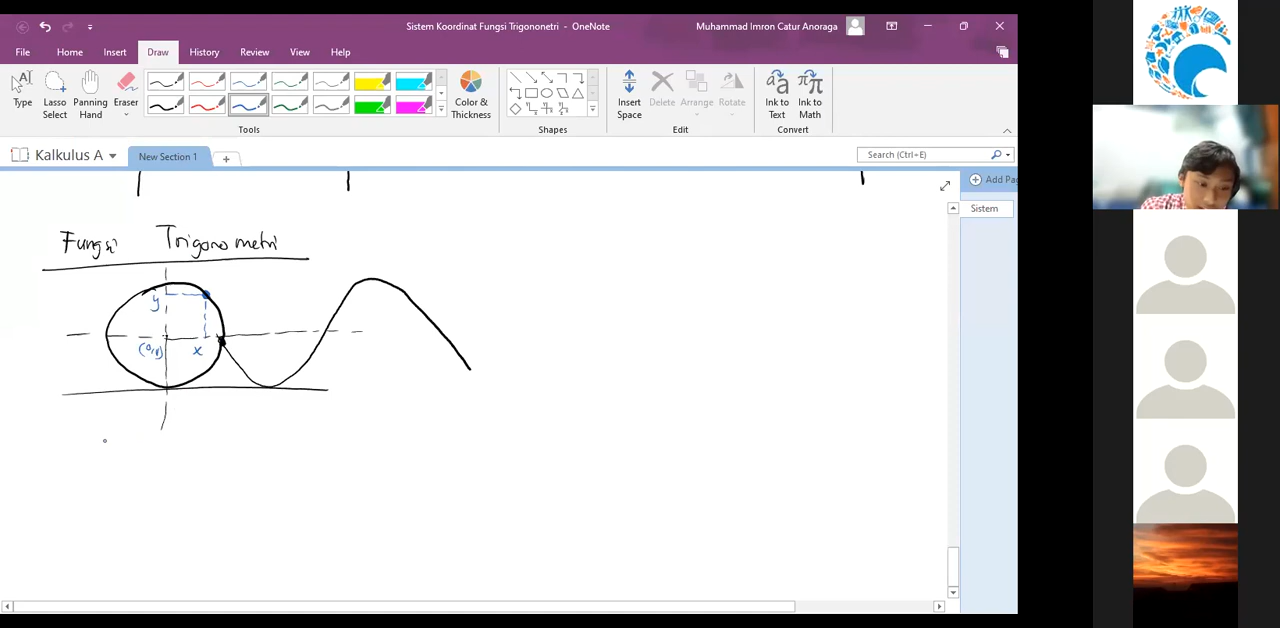 Sistem Koordinat Fungsi Trigononetri - OneNote
Muhammad Imron Catur Anoraga
File Home Insert Draw History Review View Help
Type
Lasso Select
Panning Hand
Eraser
Color & Thickness
Insert Space
Delete
Arrange
Rotate
Ink to Text
Ink to Math
Tools
Shapes
Edit
Convert
Kalkulus A
New Section 1
+
Search (Ctrl+E)
Add Pag
Sistem
Fungsi Trigonometri
y
(0,0) x